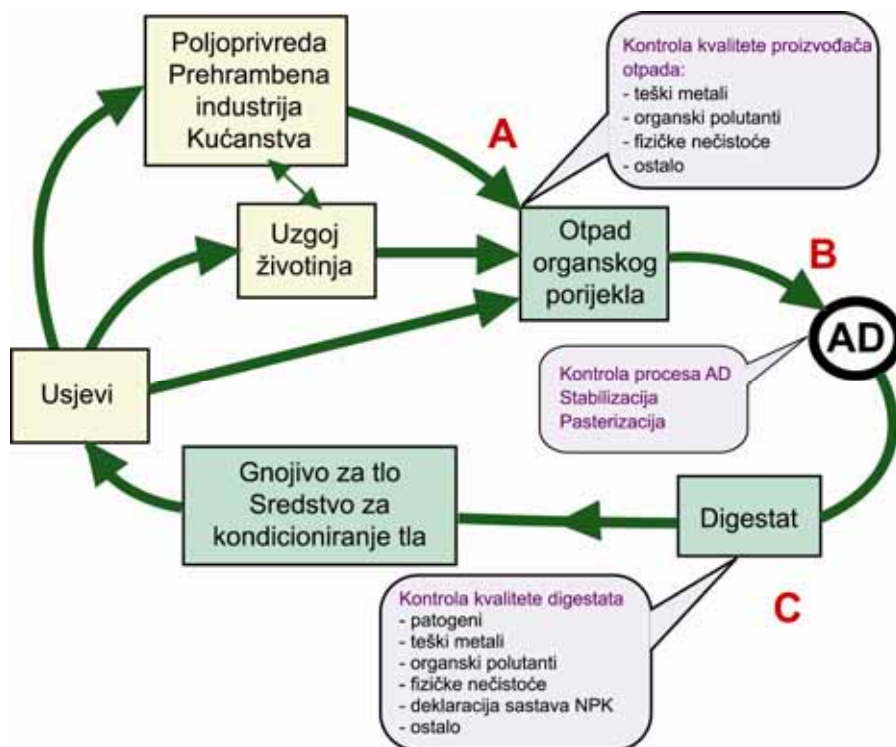 Poljoprivreda
Prehrambena
industrija
Kućanstva
Kontrola kvalitete proizvođača
otpada:
- teški metali
- organski polutanti
- fizičke nečistoće
- ostalo
A
Uzgoj
životinja
Otpad
organskog
porijekla
B
AD
Kontrola procesa AD
Stabilizacija
Pasterizacija
Usjevi
Gnojivo za tlo
Sredstvo za
kondicioniranje tla
Digestat
Kontrola kvalitete digestata
- patogeni
- teški metali
- organski polutanti
- fizičke nečistoće
- deklaracija sastava NPK
- ostalo
C